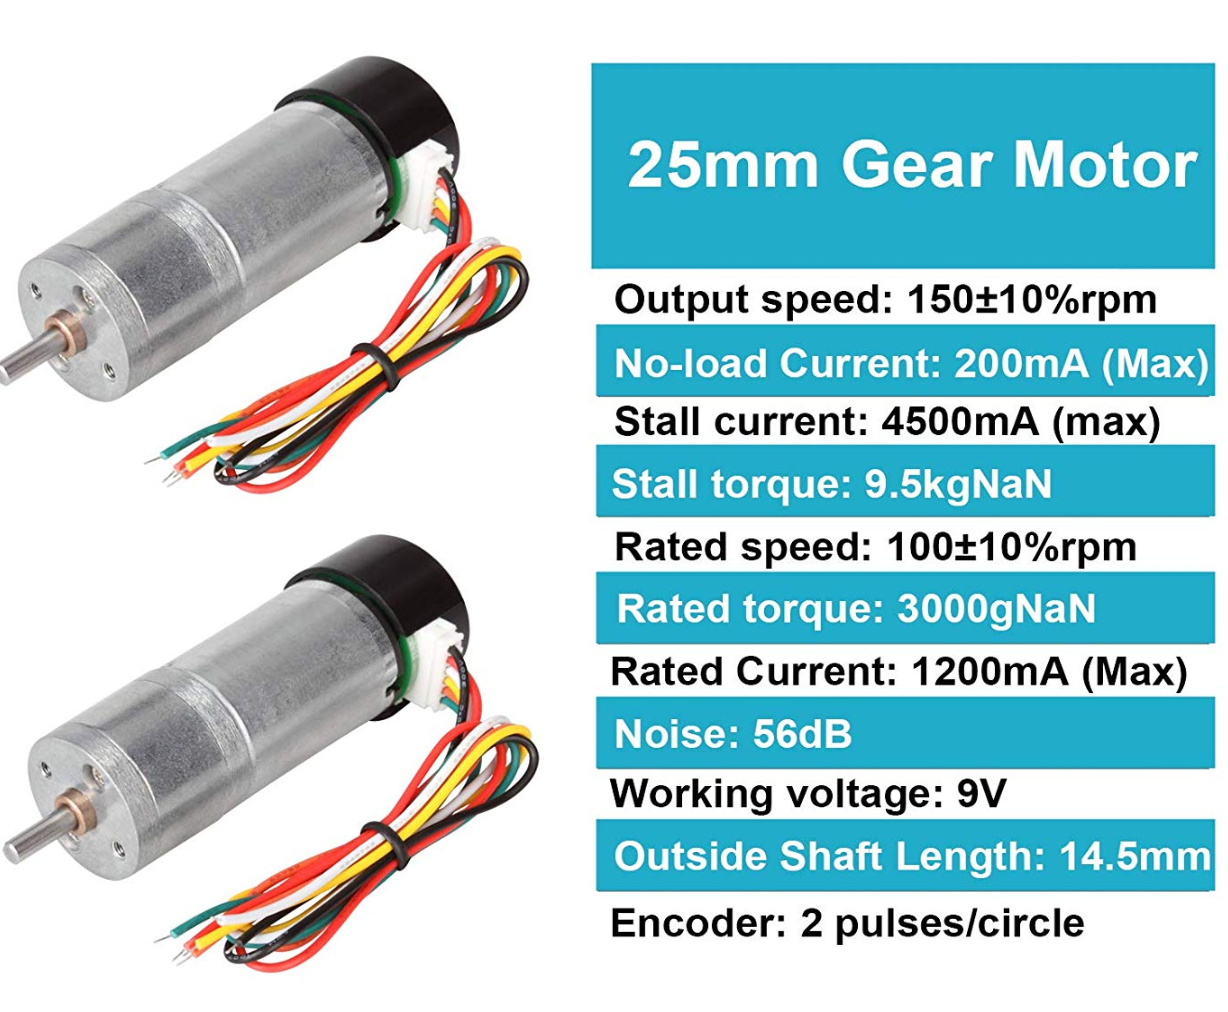 25mm Gear Motor
Output speed: 150±10%rpm
No-load Current: 200mA (Max)
Stall current: 4500mA (max)
Stall torque: 9.5kgNaN
Rated speed: 100±10%rpm
Rated torque: 3000gNaN
Rated Current: 1200mA (Max)
Noise: 56dB
Working voltage: 9V
Outside Shaft Length: 14.5mm
Encoder: 2 pulses/circle